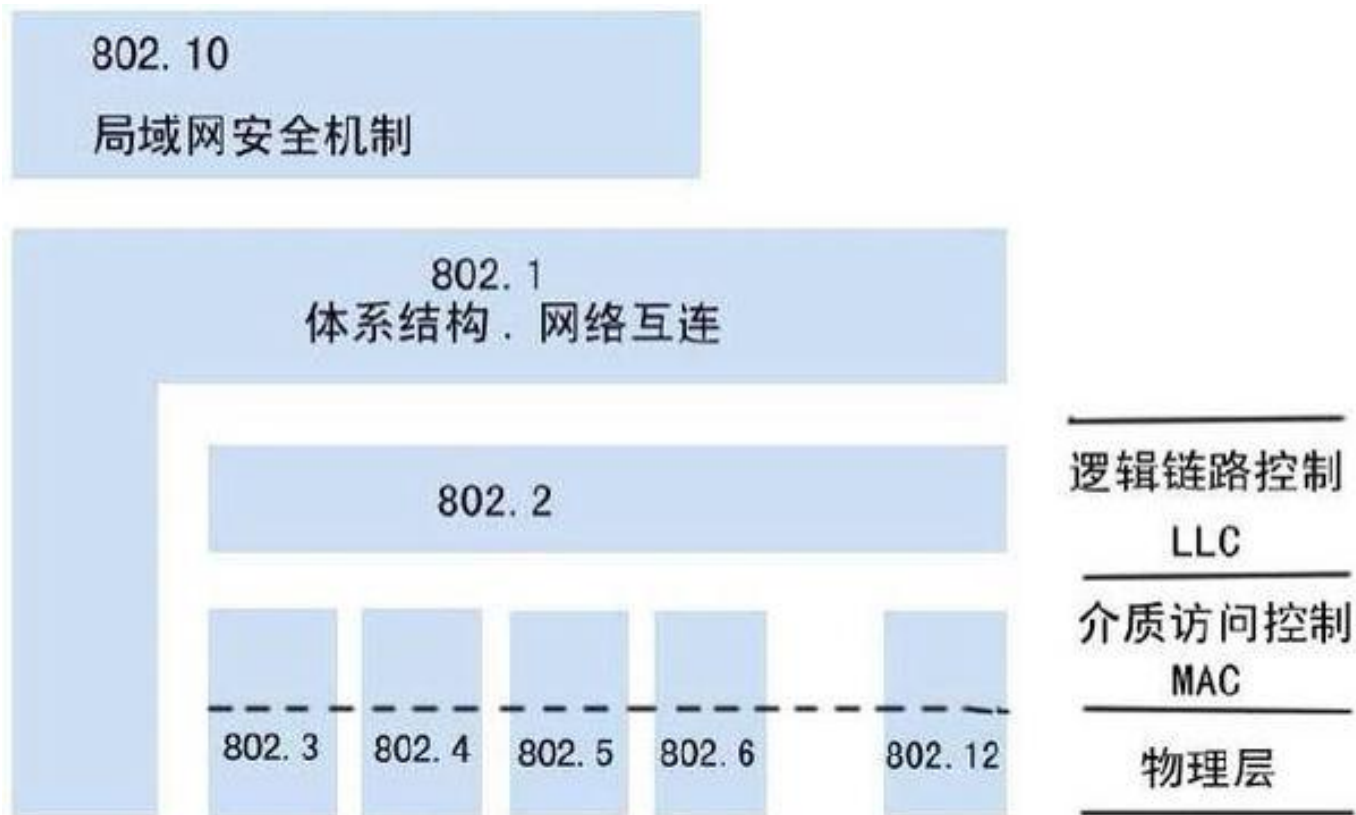 802. 10
局域网安全机制
802. 1
体系结构 . 网络互连
802. 2
逻辑链路控制
LLC
介质访问控制
MAC
802. 3
802. 4
802. 5
802. 6
802. 12
物理层